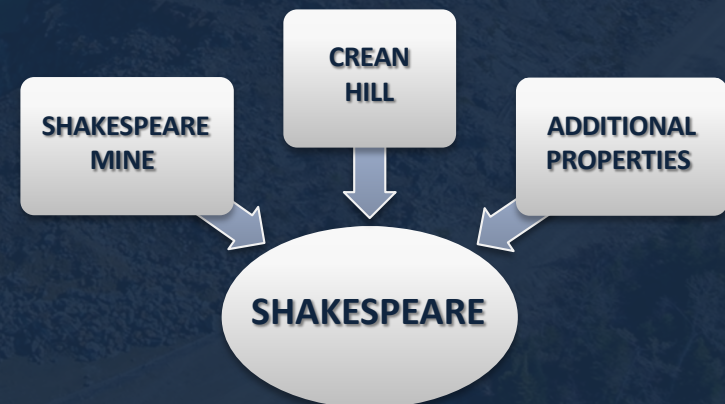 CREAN
HILL
SHAKESPEARE
MINE
ADDITIONAL
PROPERTIES
SHAKESPEARE